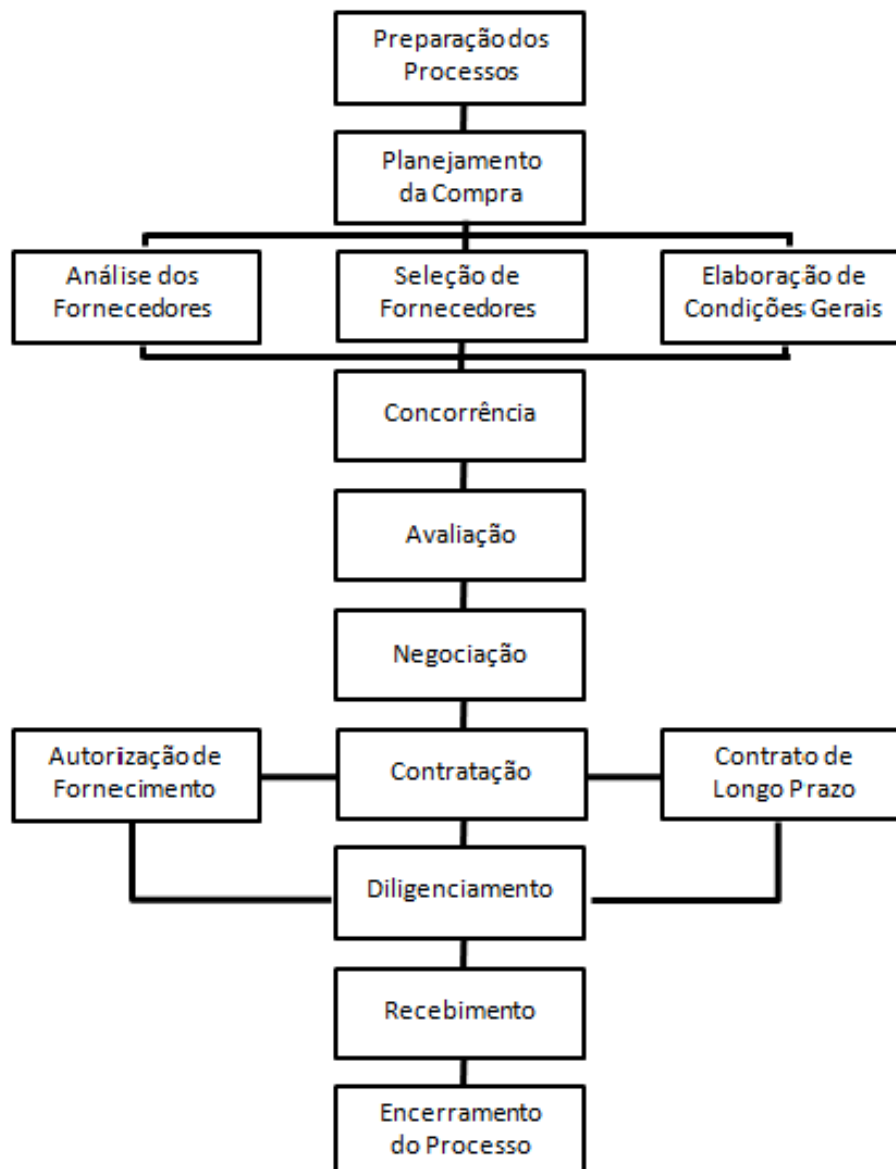 Preparação dos
Processos
Planejamento
da Compra
Análise dos
Fornecedores
Seleção de
Fornecedores
Elaboração de
Condições Gerais
Concorrência
Avaliação
Negociação
Autorização de
Fornecimento
Contratação
Contrato de
Longo Prazo
Diligenciamento
Recebimento
Encerramento
do Processo